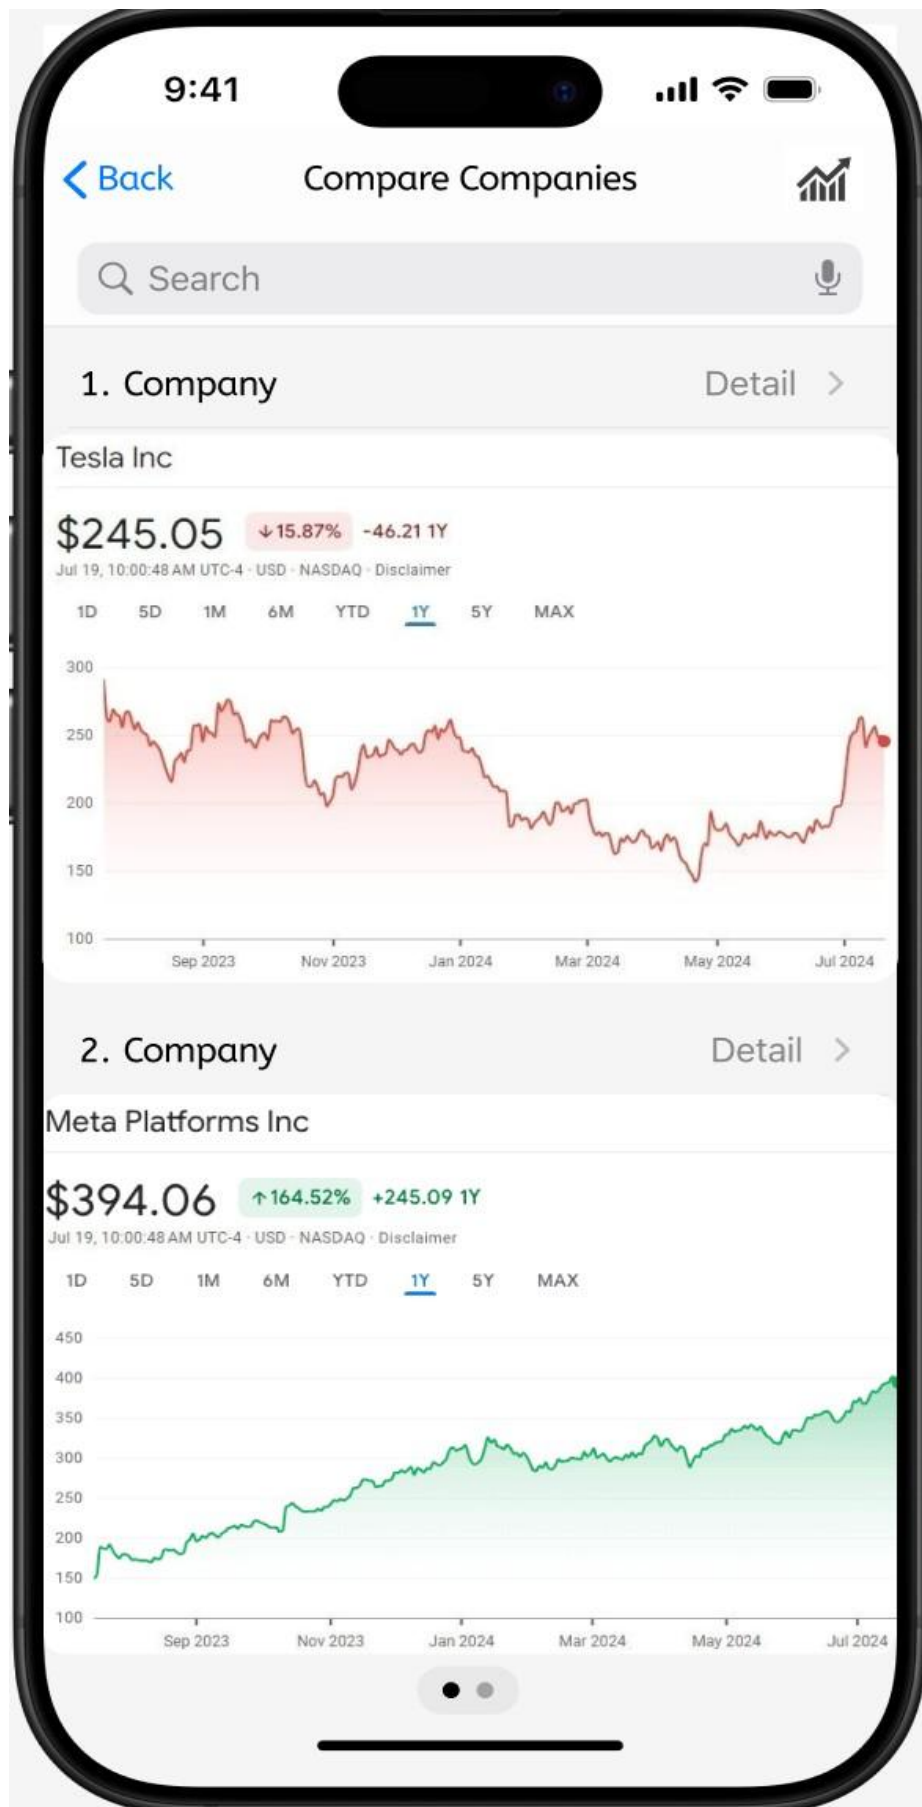 9:41
Back Compare Companies
Search
1. Company Detail
Tesla Inc
$245.05 ↓15.87% -46.21 1Y
Jul 19, 10:00:48 AM UTC-4 · USD · NASDAQ · Disclaimer
1D 5D 1M 6M YTD 1Y 5Y MAX
300
250
200
150
100
Sep 2023 Nov 2023 Jan 2024 Mar 2024 May 2024 Jul 2024
2. Company Detail
Meta Platforms Inc
$394.06 ↑164.52% +245.09 1Y
Jul 19, 10:00:48 AM UTC-4 · USD · NASDAQ · Disclaimer
1D 5D 1M 6M YTD 1Y 5Y MAX
450
400
350
300
250
200
150
100
Sep 2023 Nov 2023 Jan 2024 Mar 2024 May 2024 Jul 2024